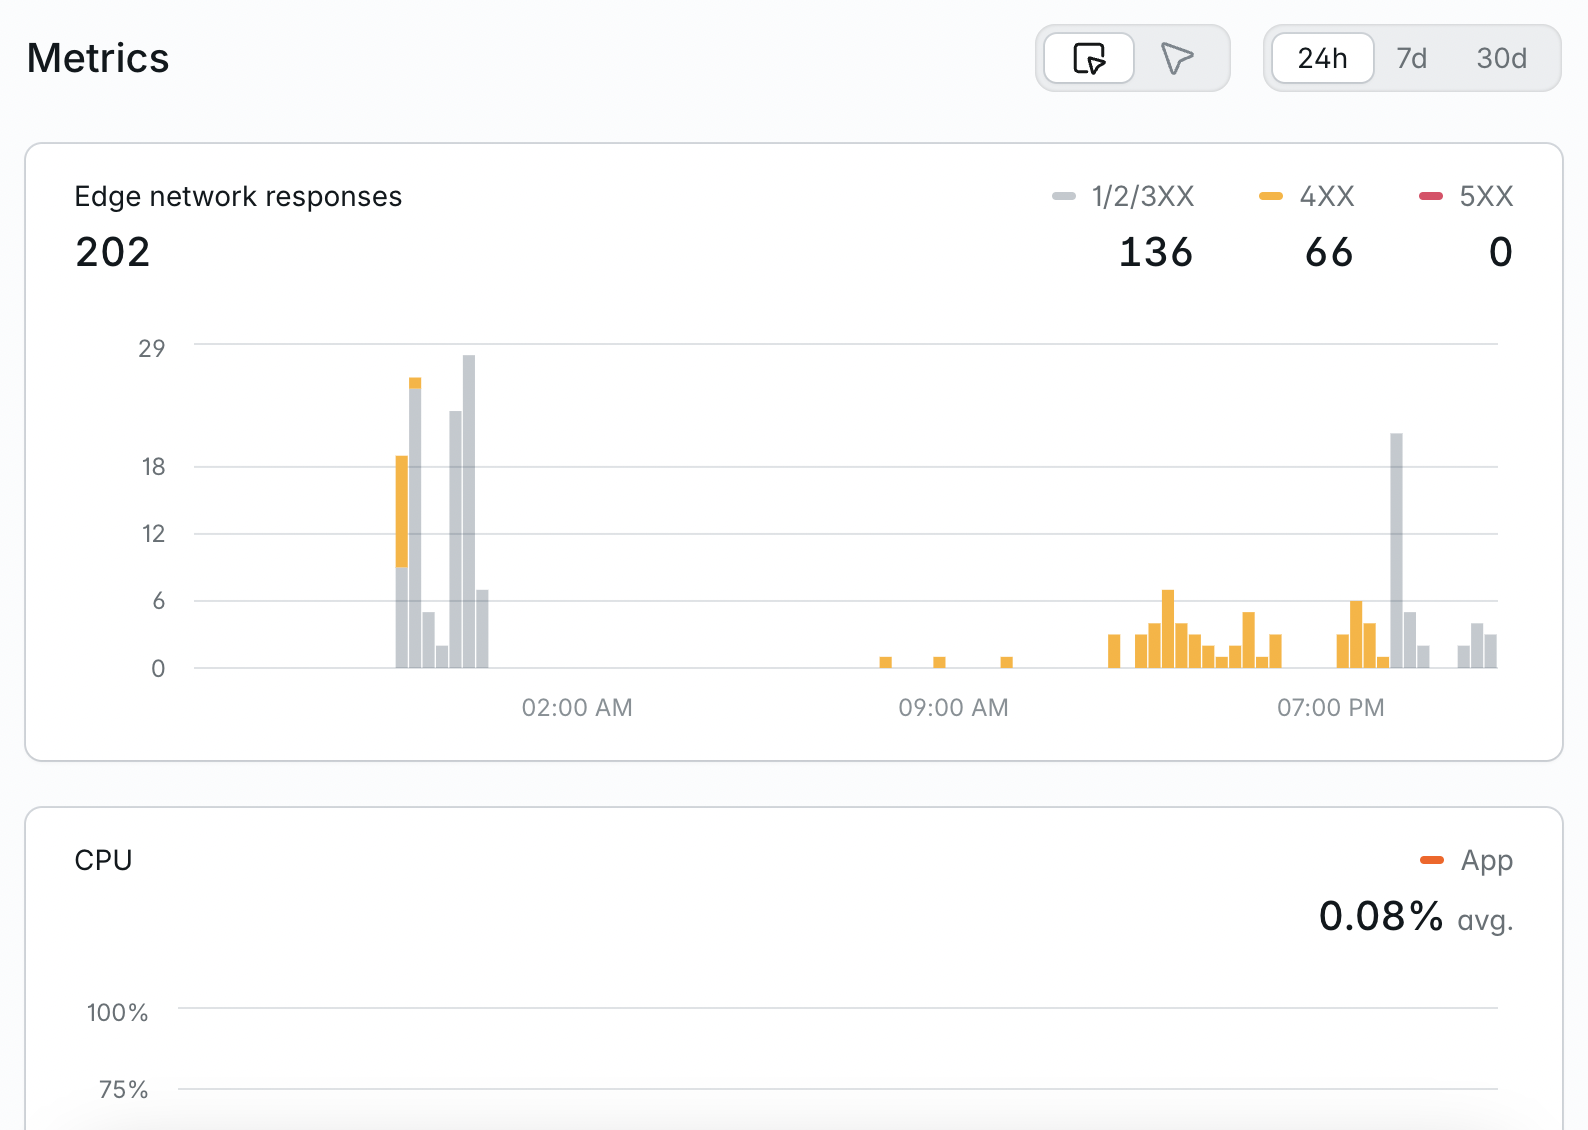 Metrics
24h 7d 30d
Edge network responses
1/2/3XX 4XX 5XX
202
136 66 0
29
18
12
6
0
02:00 AM 09:00 AM 07:00 PM
CPU
App
0.08% avg.
100%
75%